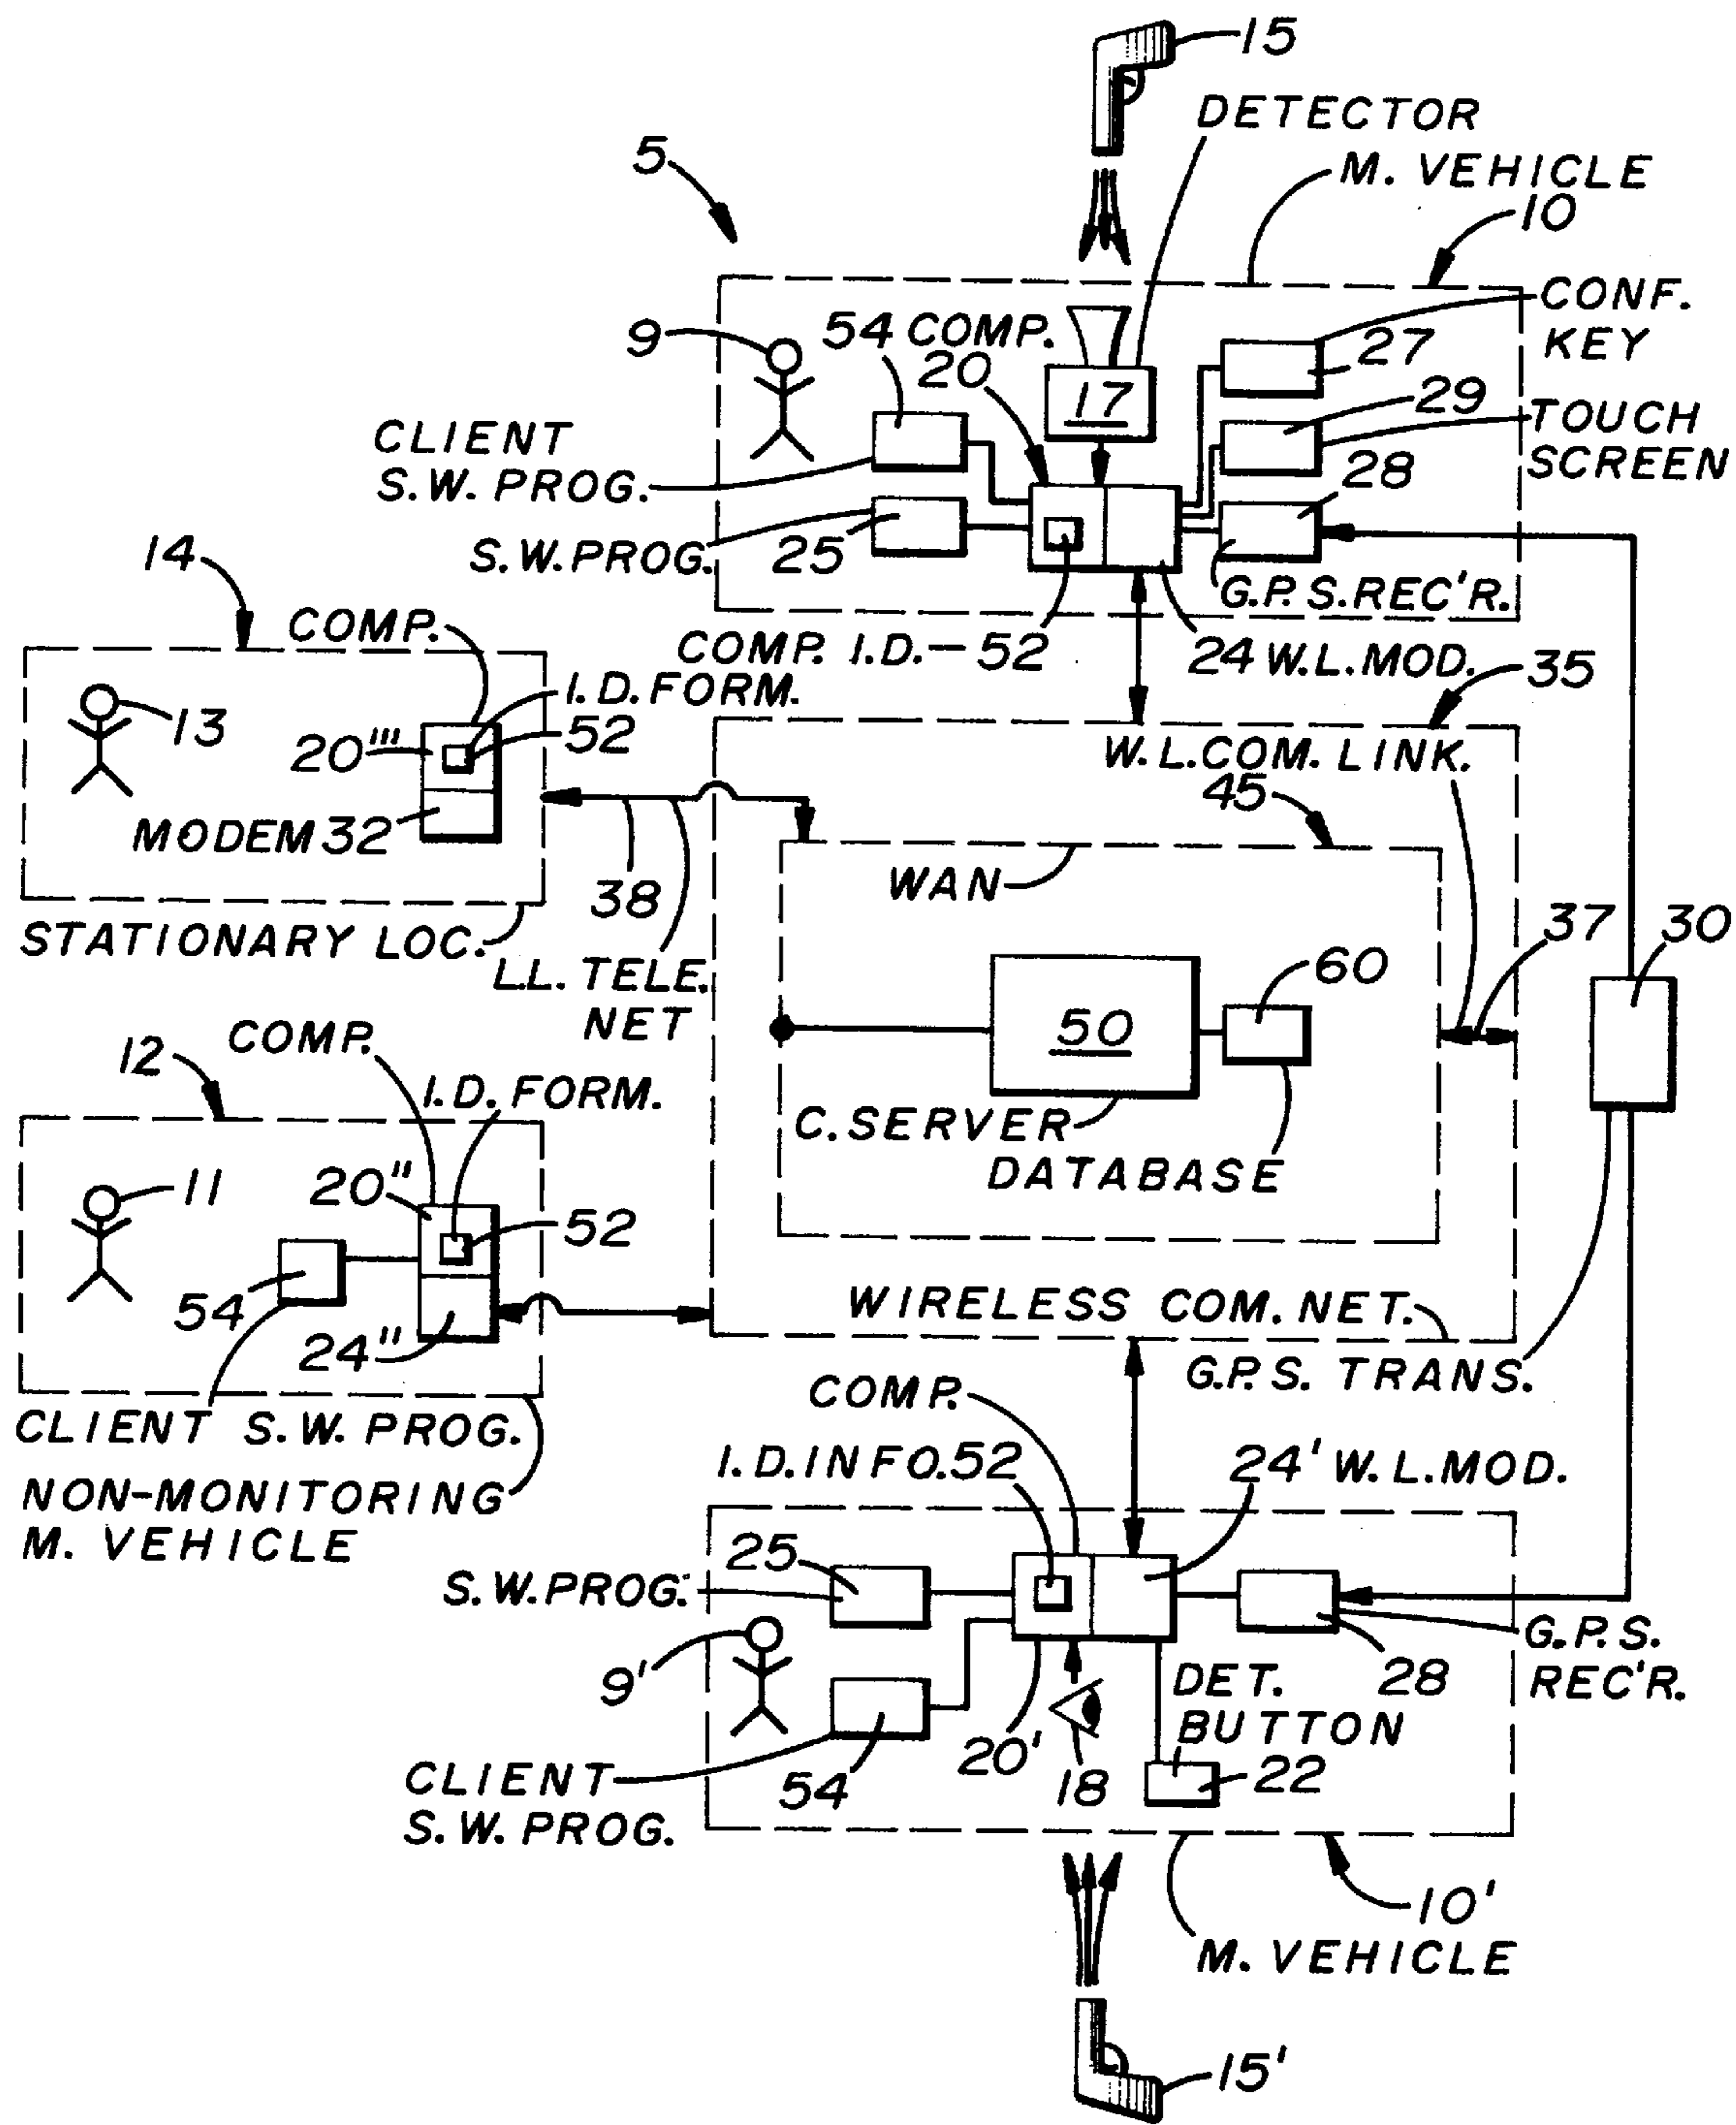 15
DETECTOR
5
M. VEHICLE
10
CONF.
KEY
9
54 COMP.
20
17
27
29
TOUCH
SCREEN
CLIENT
S.W. PROG.
28
S.W. PROG.
25
G.P.S. REC'R.
14
COMP.
COMP. I.D.-52
24 W.L. MOD.
35
I.D. FORM.
13
20'''
52
W.L. COM. LINK.
MODEM 32
45
38
WAN
STATIONARY LOC.
L.L. TELE.
NET
37
30
60
50
12
COMP.
I.D. FORM.
C. SERVER
DATABASE
11
20''
52
54
24''
WIRELESS COM. NET.
G.P.S. TRANS.
CLIENT S.W. PROG.
NON-MONITORING
M. VEHICLE
COMP.
I.D. INFO. 52
24' W.L. MOD.
25
S.W. PROG.
9'
G.P.S.
REC'R.
28
DET.
BUTTON
20'
18
22
54
CLIENT
S.W. PROG.
10'
M. VEHICLE
15'